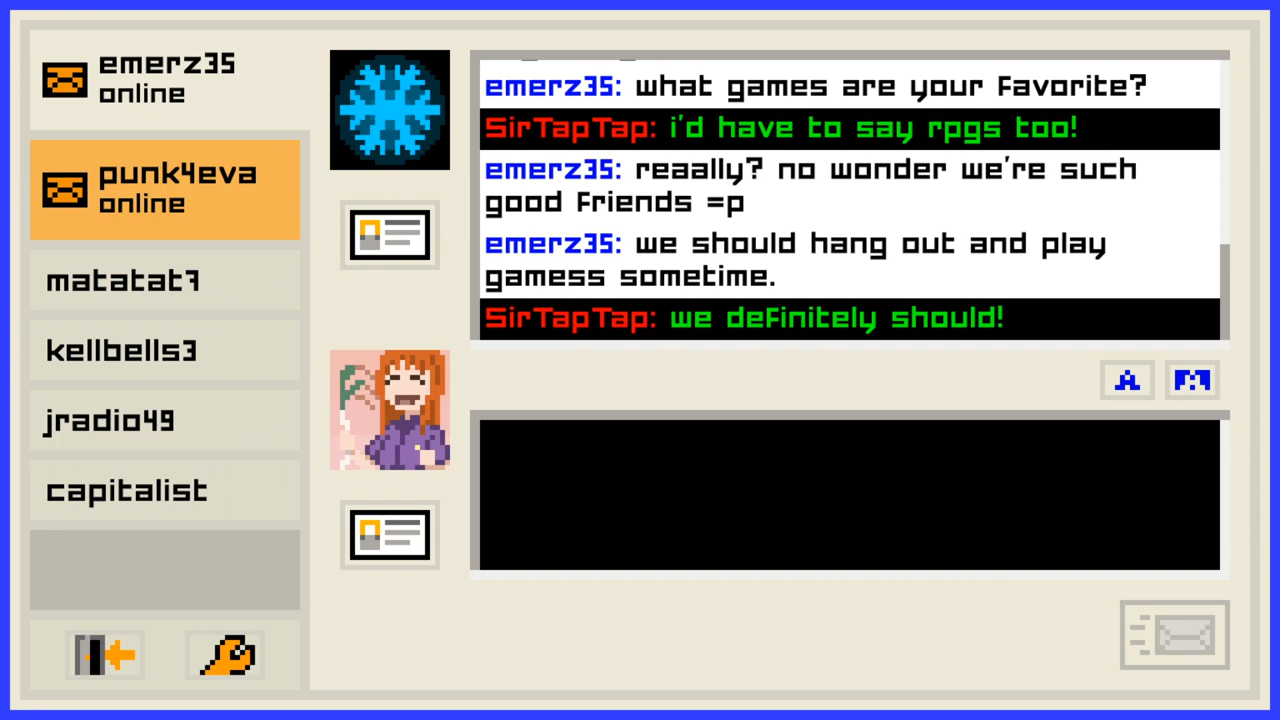 emerz35
online
punk4eva
online
matatat7
kellbells3
jradio49
capitalist
emerz35: what games are your favorite?
SirTapTap: i'd have to say rpgs too!
emerz35: reaally? no wonder we're such
good friends =p
emerz35: we should hang out and play
gamess sometime.
SirTapTap: we definitely should!
A